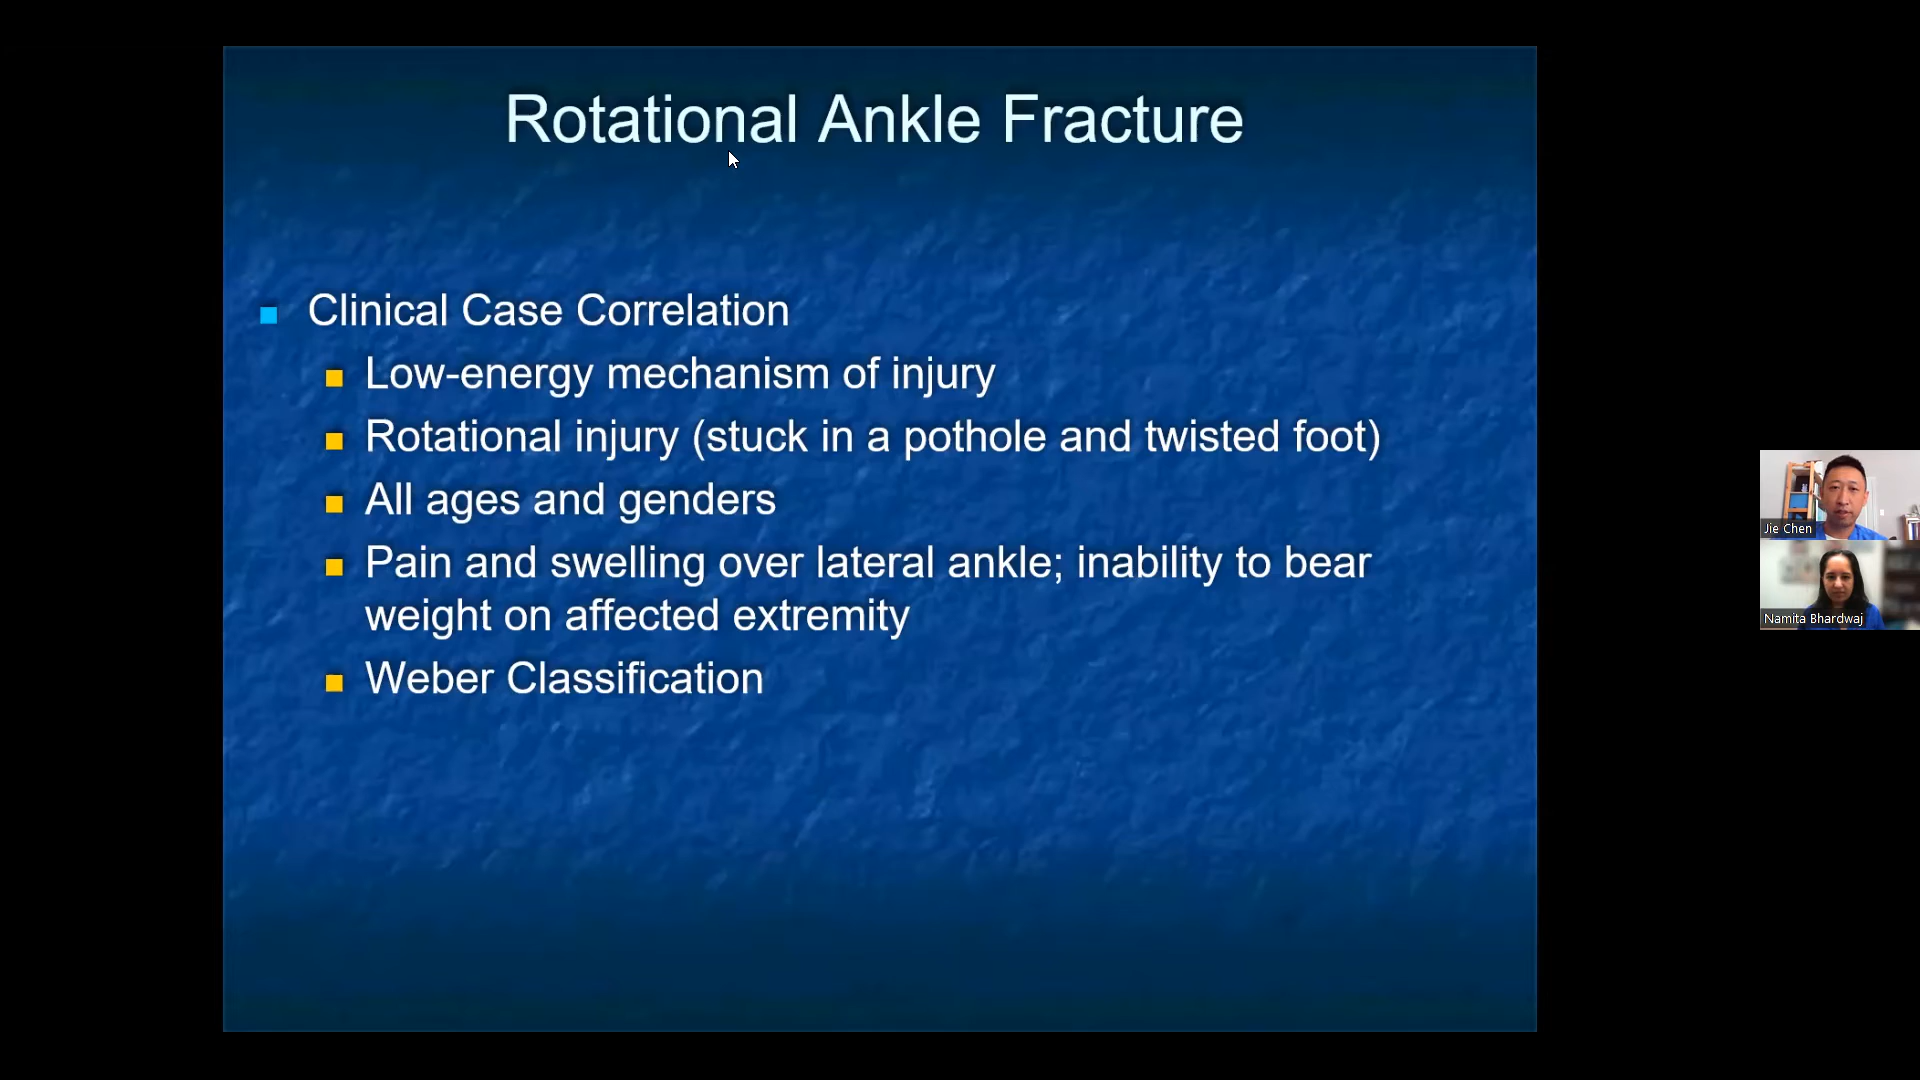 Rotational Ankle Fracture
Clinical Case Correlation
Low-energy mechanism of injury
Rotational injury (stuck in a pothole and twisted foot)
All ages and genders
Pain and swelling over lateral ankle; inability to bear
weight on affected extremity
Weber Classification
Jie Chen
Namita Bhardwaj